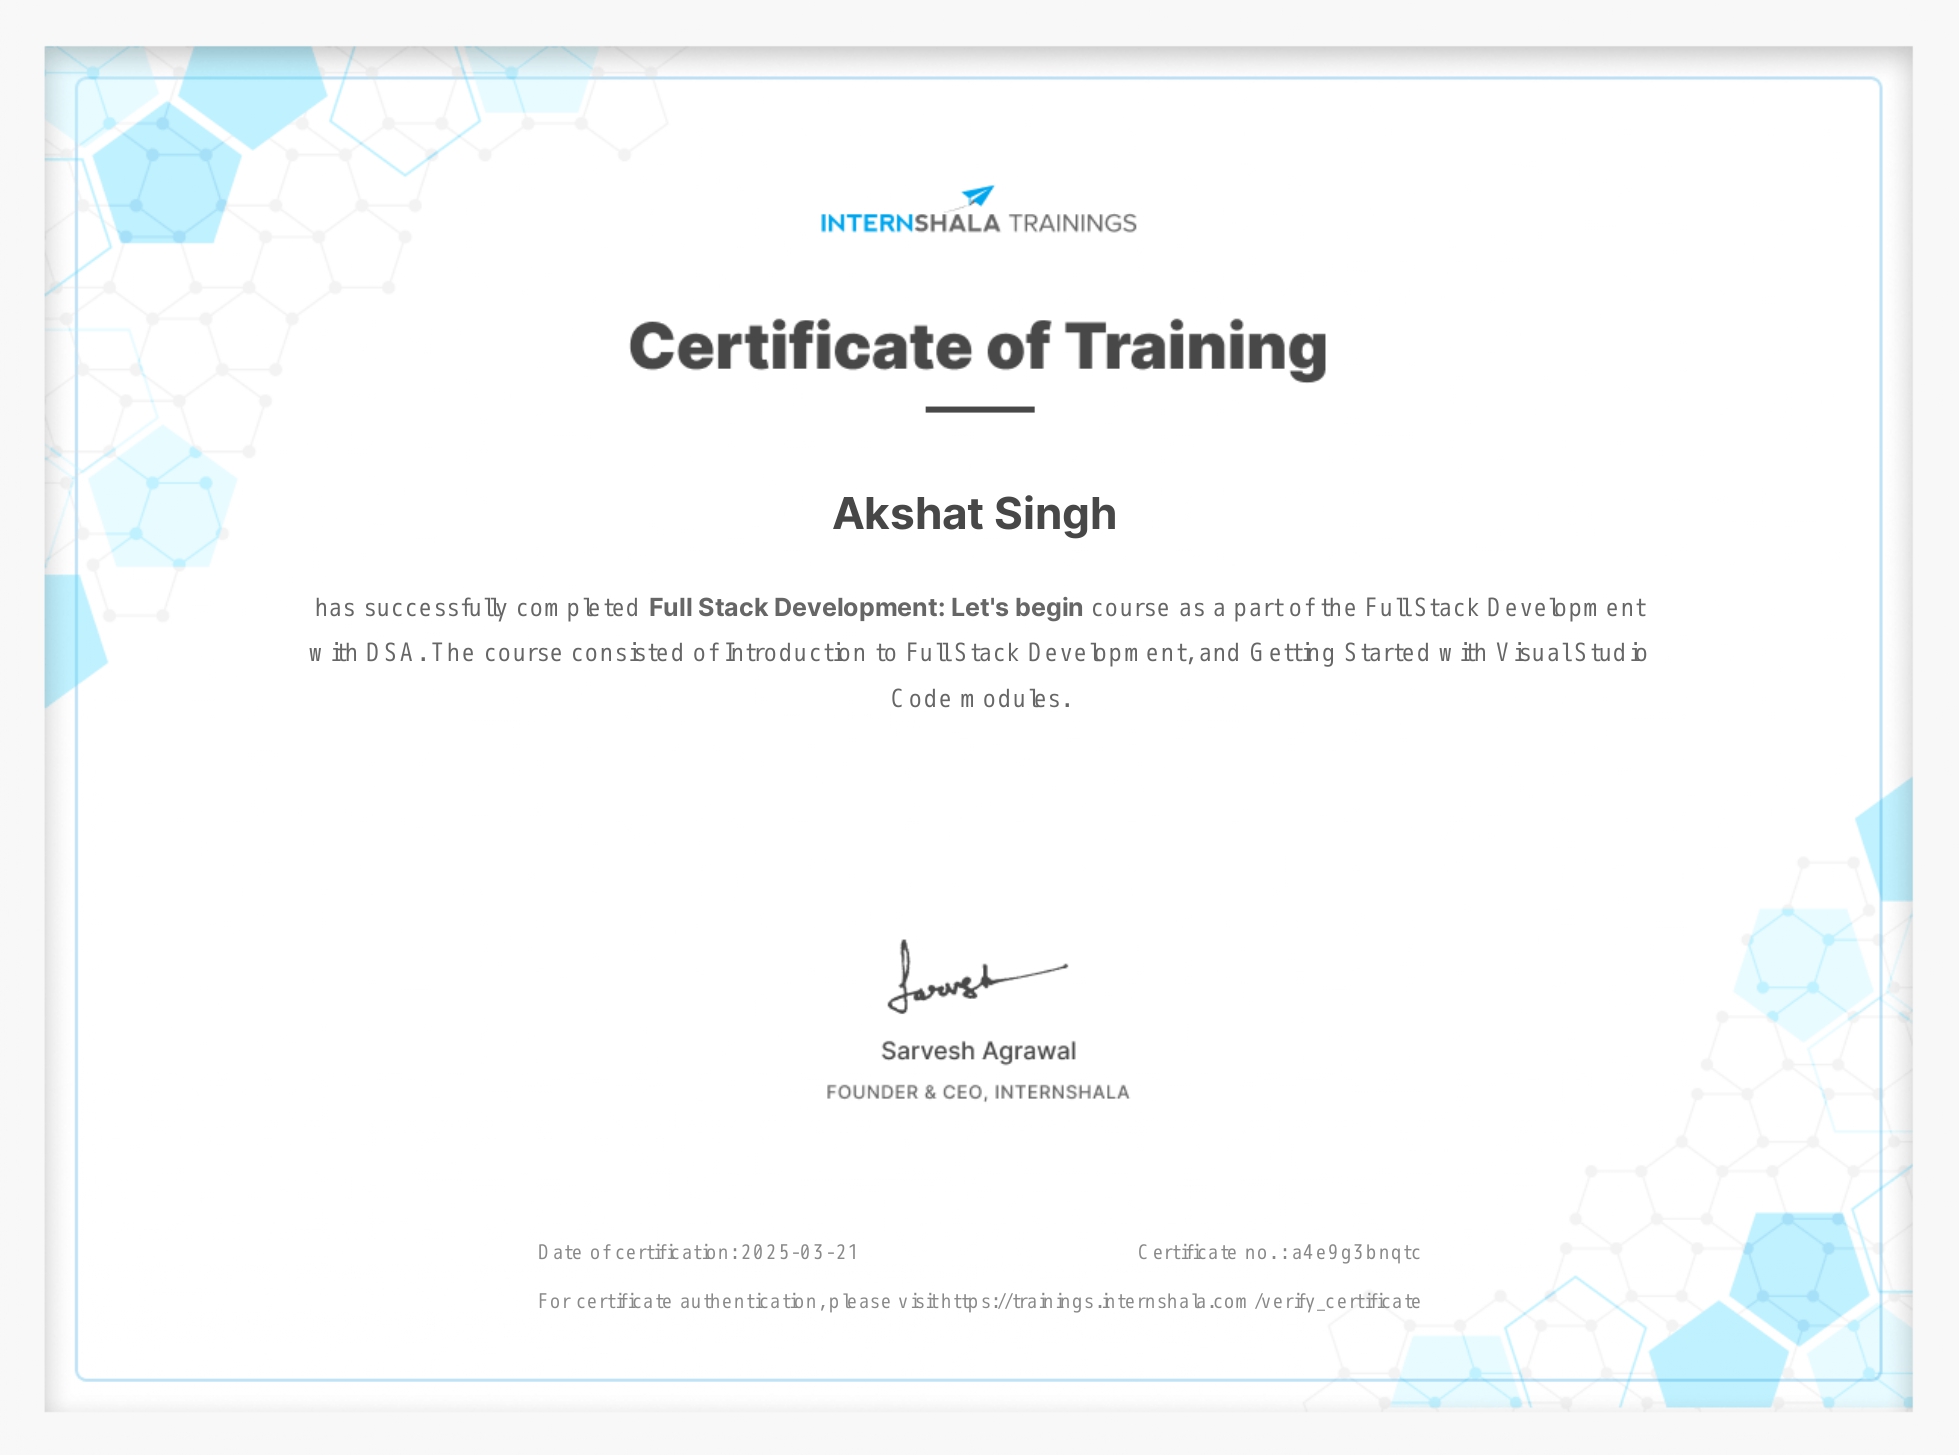 INTERNSHALA TRAININGS
Certificate of Training
Akshat Singh
has successfully completed Full Stack Development: Let's begin course as a part of the Full Stack Development
with DSA. The course consisted of Introduction to Full Stack Development, and Getting Started with Visual Studio
Code modules.
Sarvesh
Sarvesh Agrawal
FOUNDER & CEO, INTERNSHALA
Date of certification: 2025-03-21 Certificate no. : a4e9g3bnqtc
For certificate authentication, please visit https://trainings.internshala.com/verify_certificate